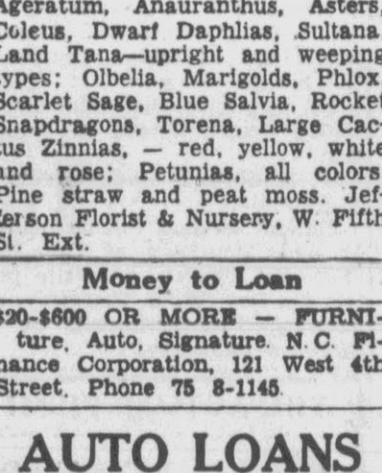 Ageratum, Anauranthus, Asters,
Coleus, Dwarf Daphlias, Sultana,
Land Tana—upright and weeping
types; Olbelia, Marigolds, Phlox,
Scarlet Sage, Blue Salvia, Rocket
Snapdragons, Torena, Large Cac-
tus Zinnias, — red, yellow, white
and rose; Petunias, all colors.
Pine straw and peat moss. Jef-
ferson Florist & Nursery, W. Fifth
St. Ext.
Money to Loan
$20-$600 OR MORE — FURNI-
ture, Auto, Signature. N.C. Fi-
nance Corporation, 121 West 4th
Street. Phone 75 8-1145.
AUTO LOANS